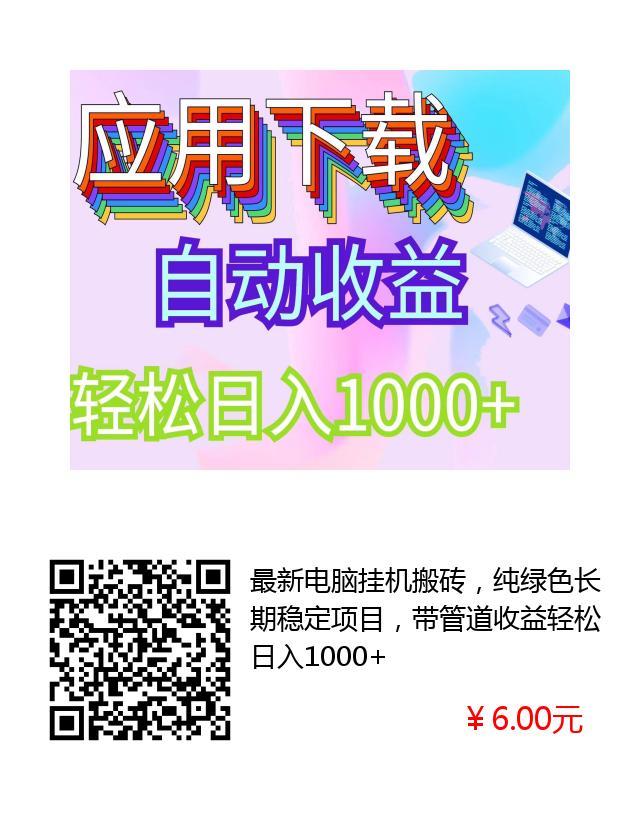 应用下载
自动收益
轻松日入1000+
最新电脑挂机搬砖，纯绿色长
期稳定项目，带管道收益轻松
日入1000+
￥6.00元